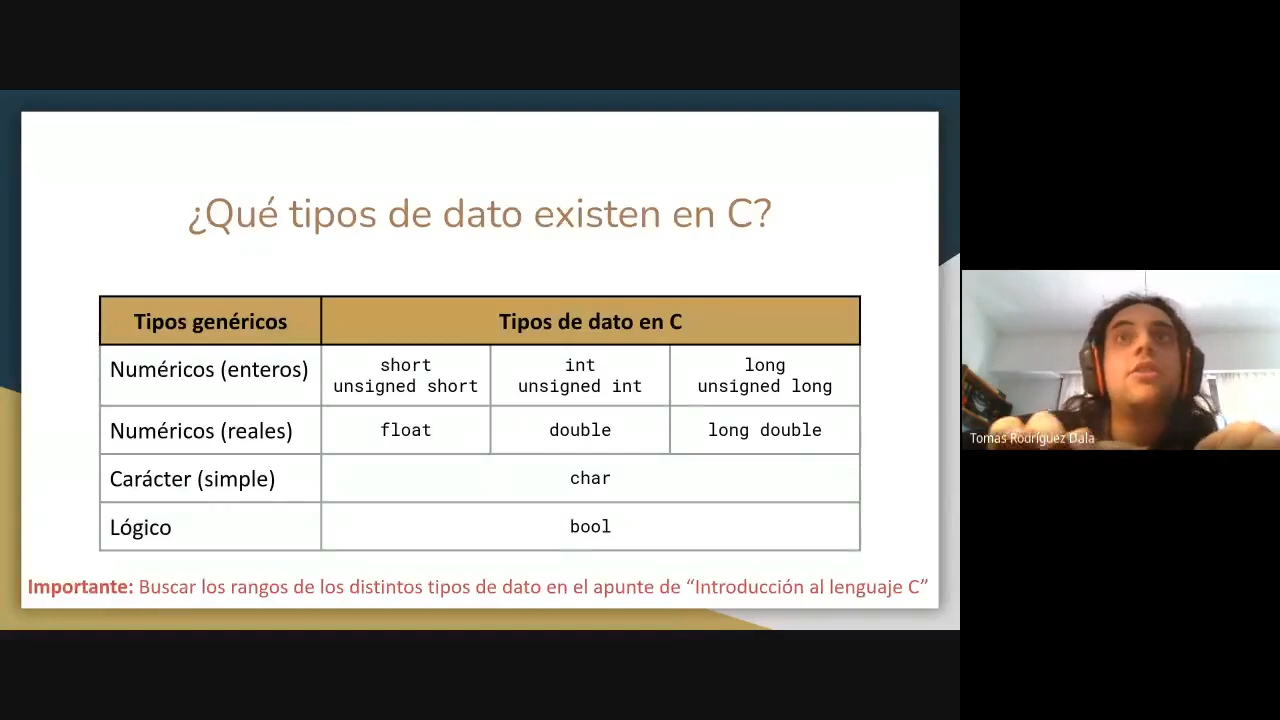 ¿Qué tipos de dato existen en C?
Tipos genéricos
Tipos de dato en C
Numéricos (enteros)
short
unsigned short
int
unsigned int
long
unsigned long
Numéricos (reales)
float
double
long double
Carácter (simple)
char
Lógico
bool
Importante: Buscar los rangos de los distintos tipos de dato en el apunte de “Introducción al lenguaje C”
Tomas Rodríguez Dala